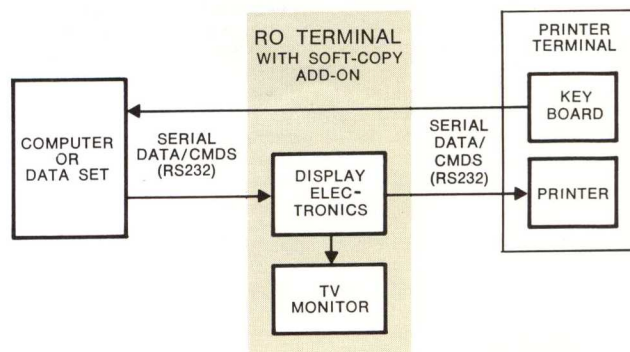 RO TERMINAL
WITH SOFT-COPY
ADD-ON
PRINTER
TERMINAL
KEY
BOARD
COMPUTER
OR
DATA SET
SERIAL
DATA/CMDS
(RS232)
DISPLAY
ELEC-
TRONICS
SERIAL
DATA/
CMDS
(RS232)
PRINTER
TV
MONITOR